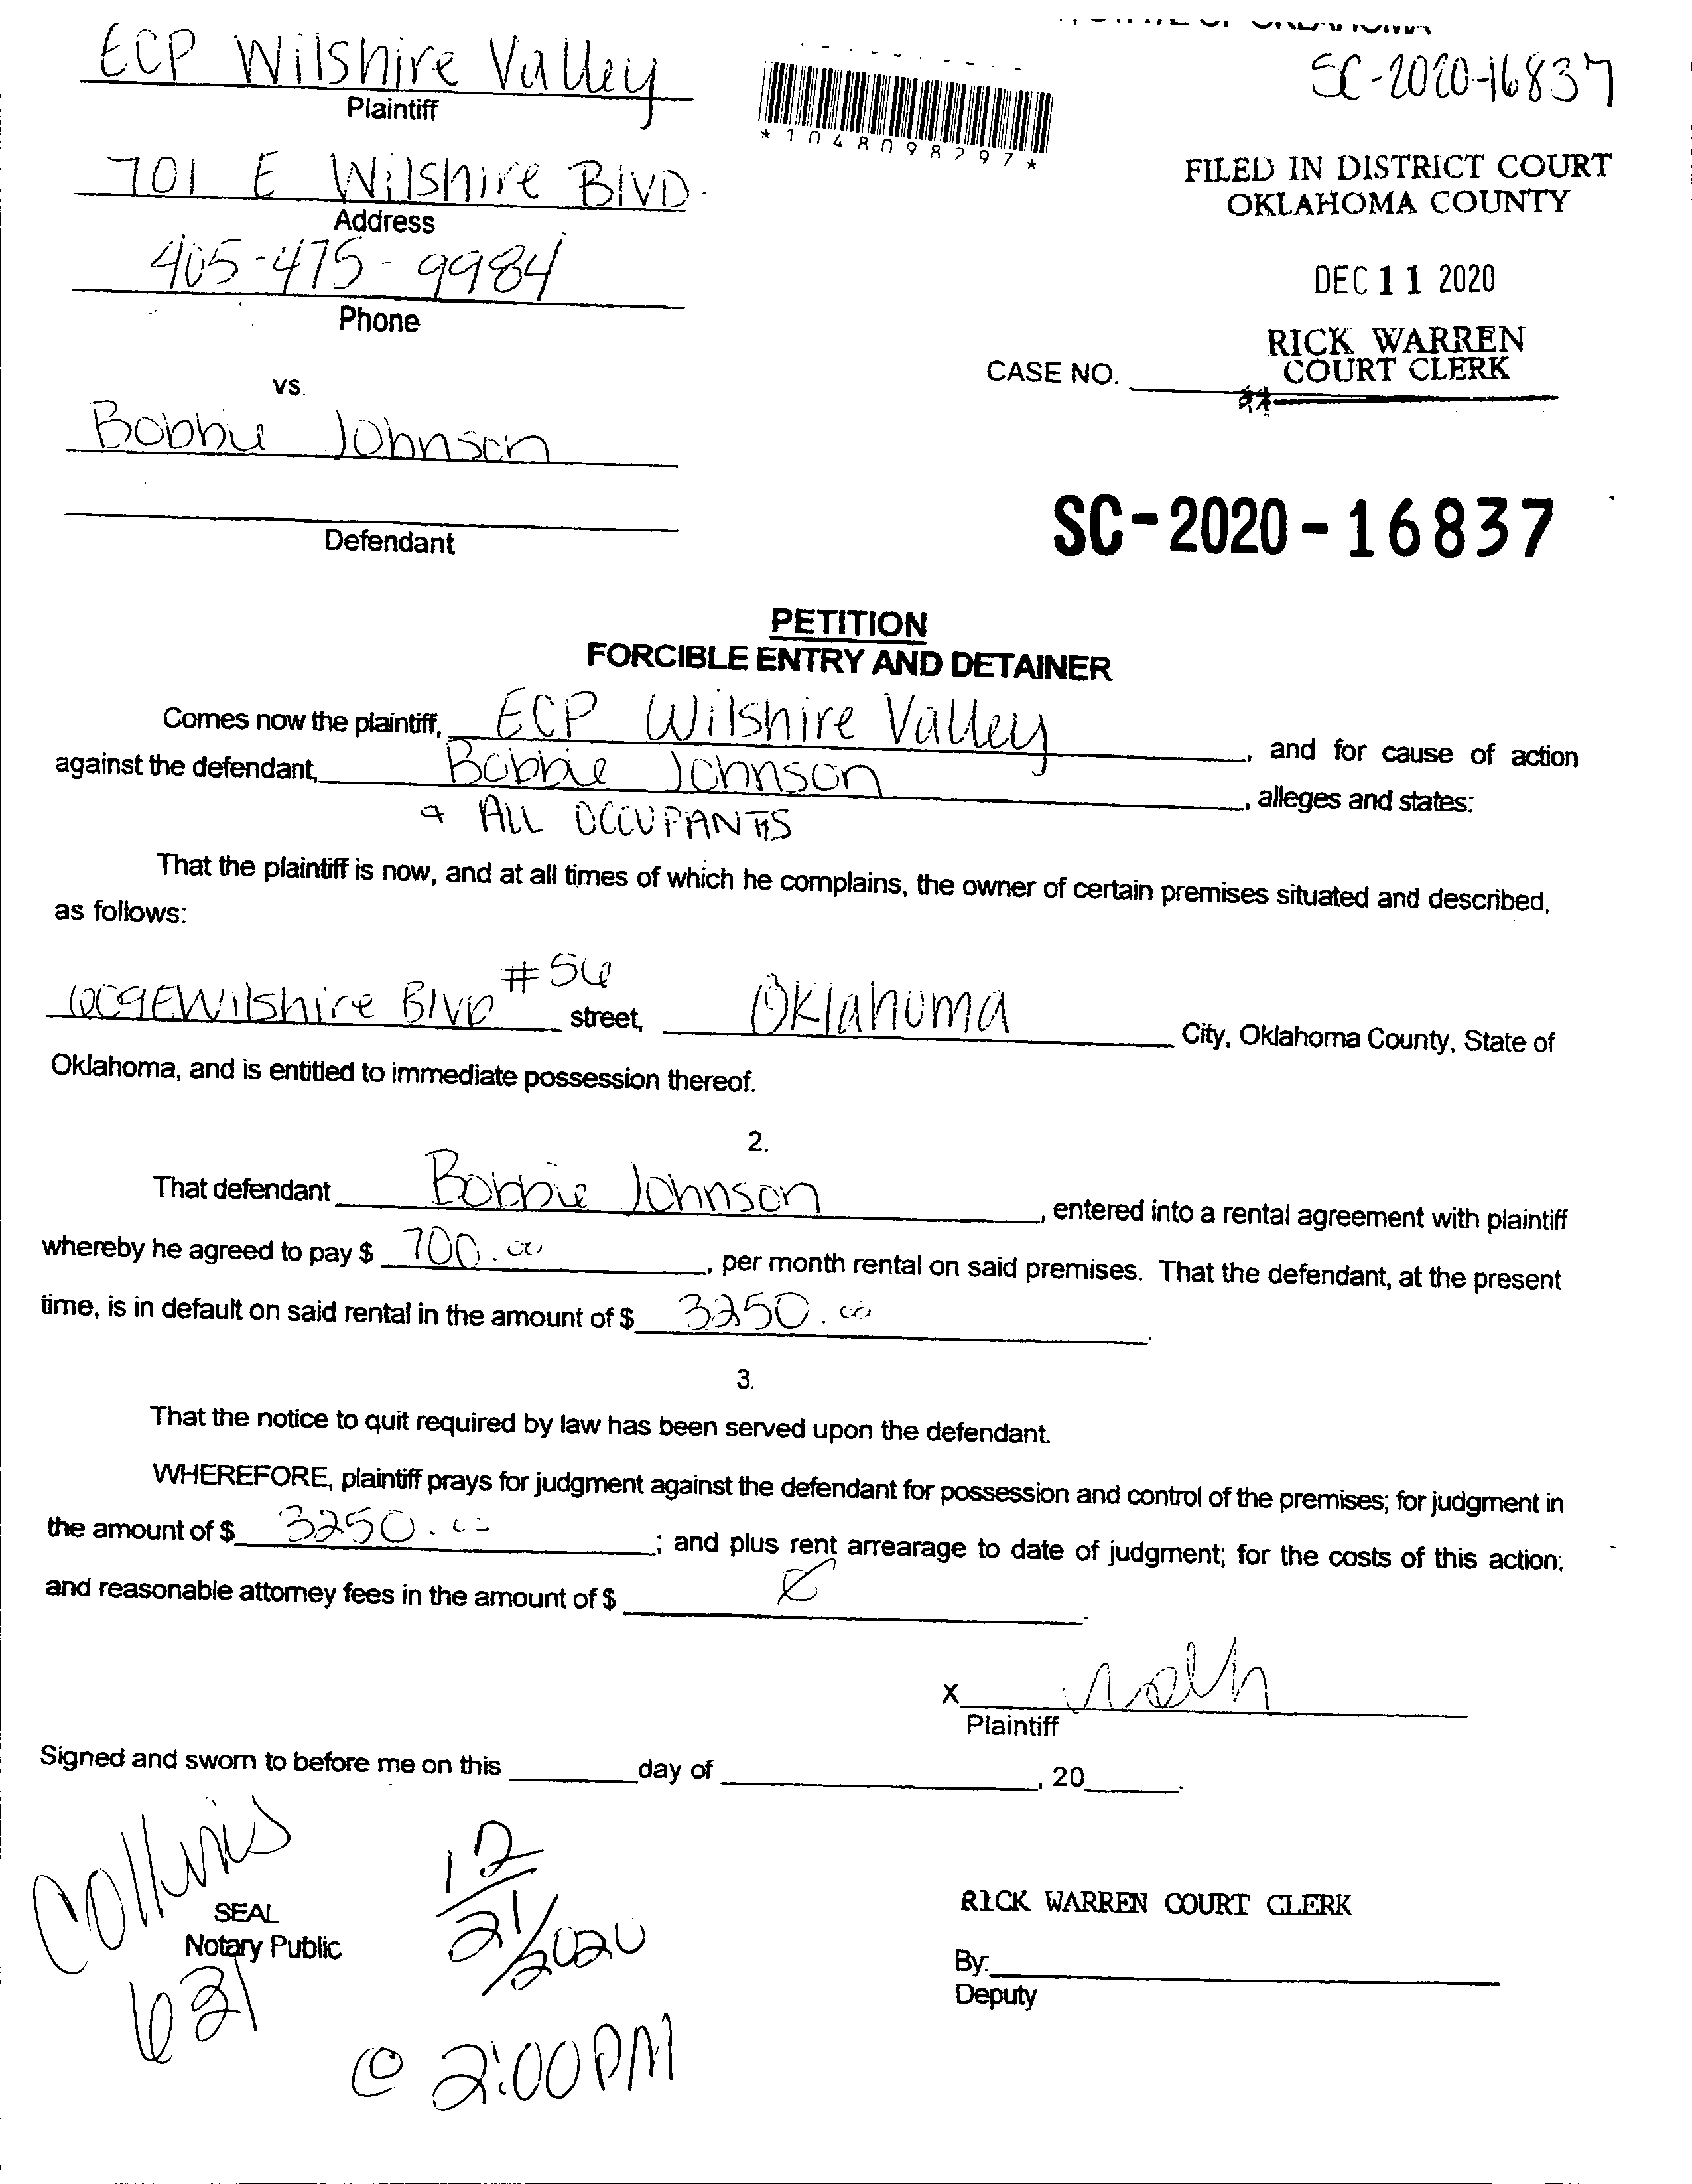 ECP Wilshire Valley
Plaintiff
701 E Wilshire BLVD.
Address
405-475-9984
Phone
vs.
Bobbie Johnson
Defendant
OKLAHOMA
SC-2020-16837
*1048098297*
FILED IN DISTRICT COURT
OKLAHOMA COUNTY
DEC 11 2020
RICK WARREN
COURT CLERK
CASE NO.
SC-2020-16837
PETITION
FORCIBLE ENTRY AND DETAINER
Comes now the plaintiff, ECP Wilshire Valley, and for cause of action
against the defendant, Bobbie Johnson, alleges and states:
& ALL OCCUPANTS
That the plaintiff is now, and at all times of which he complains, the owner of certain premises situated and described,
as follows:
E Wilshire Blvd #56 street, Oklahoma City, Oklahoma County, State of
Oklahoma, and is entitled to immediate possession thereof.
2.
That defendant Bobbie Johnson, entered into a rental agreement with plaintiff
whereby he agreed to pay $ 700.00, per month rental on said premises. That the defendant, at the present
time, is in default on said rental in the amount of $ 3250.00.
3.
That the notice to quit required by law has been served upon the defendant.
WHEREFORE, plaintiff prays for judgment against the defendant for possession and control of the premises; for judgment in
the amount of $ 3250.00; and plus rent arrearage to date of judgment; for the costs of this action;
and reasonable attorney fees in the amount of $ Ø.
X
Plaintiff
Signed and sworn to before me on this day of , 20 .
Collins
SEAL
Notary Public
621
12/21/2020
@ 2:00PM
RICK WARREN COURT CLERK
By:
Deputy